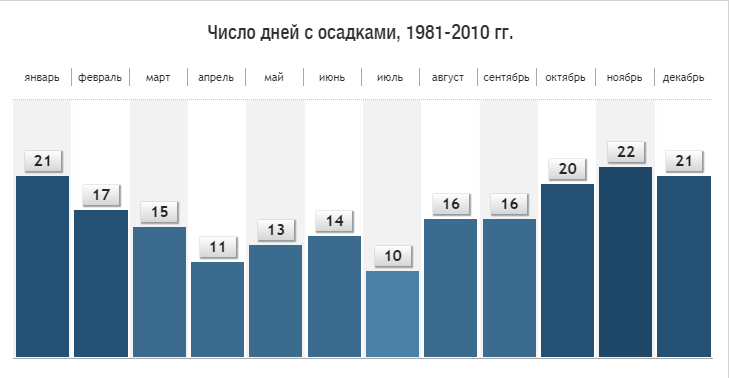 Число дней с осадками, 1981-2010 гг.
январь февраль март апрель май июнь июль август сентябрь октябрь ноябрь декабрь
21 17 15 11 13 14 10 16 16 20 22 21